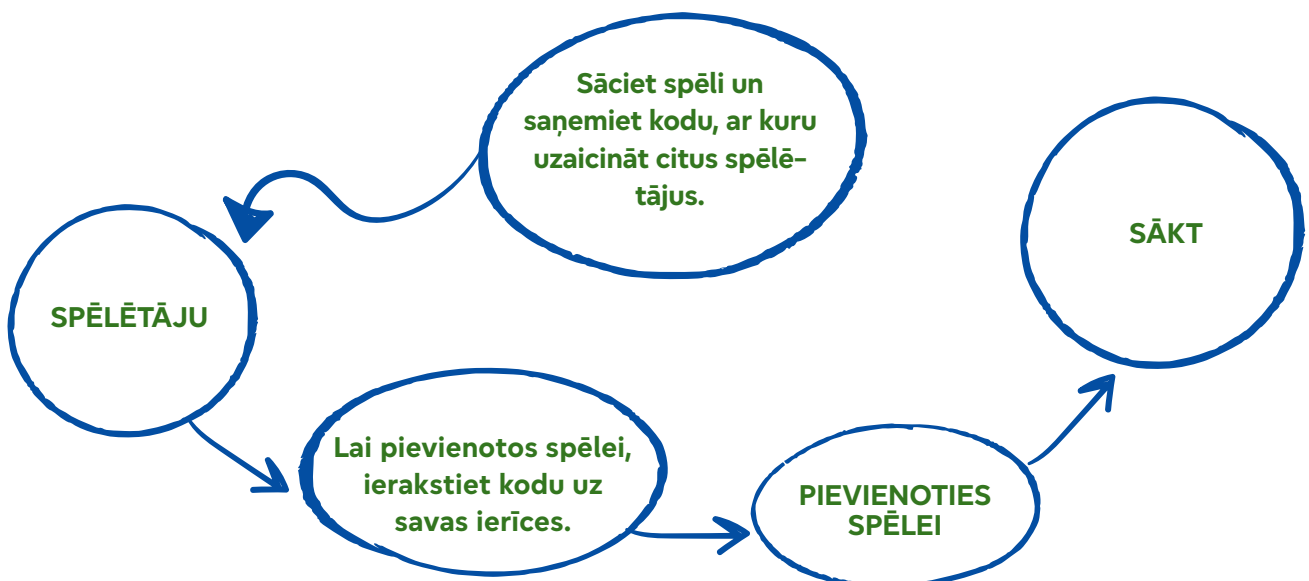 Sāciet spēli un
saņemiet kodu, ar kuru
uzaicināt citus spēlē-
tājus.
SPĒLĒTĀJU
Lai pievienotos spēlei,
ierakstiet kodu uz
savas ierīces.
PIEVIENOTIES
SPĒLEI
SĀKT